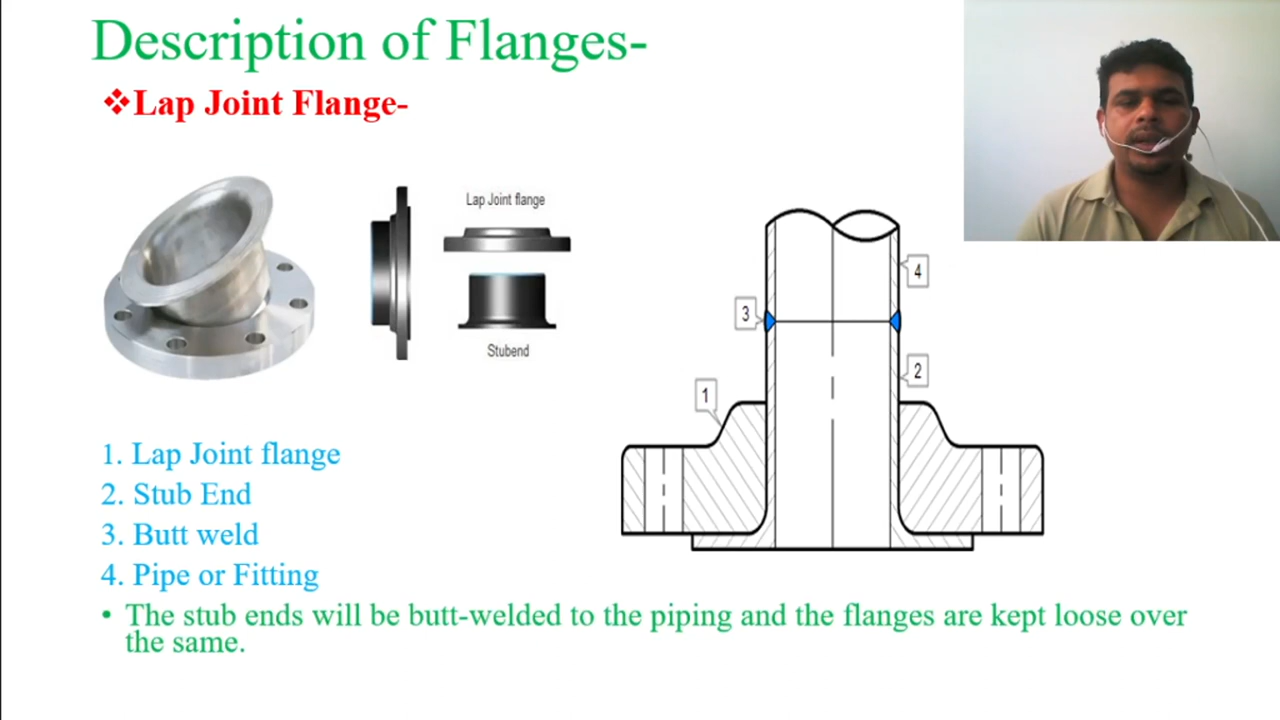 Description of Flanges-
❖Lap Joint Flange-
Lap Joint flange
Stubend
3
4
1
2
1. Lap Joint flange
2. Stub End
3. Butt weld
4. Pipe or Fitting
• The stub ends will be butt-welded to the piping and the flanges are kept loose over
the same.